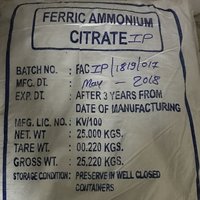 FERRIC AMMONIUM
CITRATE IP
BATCH NO. : FAC IP/1819/017
MFG. DT. : May - 2018
EXP. DT. : AFTER 3 YEARS FROM
DATE OF MANUFACTURING
MFG. LIC. NO. : KV/100
NET. WT : 25.000 KGS.
TARE WT : 00.220 KGS.
GROSS WT. : 25.220 KGS.
STORAGE CONDITION : PRESERVE IN WELL CLOSED
CONTAINERS